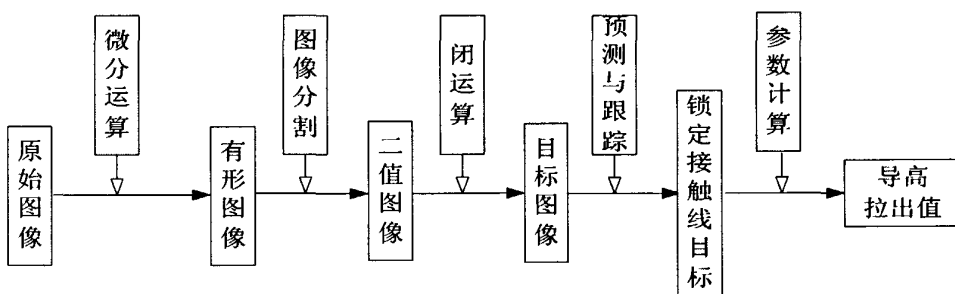 微分运算
图像分割
闭运算
预测与跟踪
参数计算
原始图像
有形图像
二值图像
目标图像
锁定接触线目标
导高
拉出值